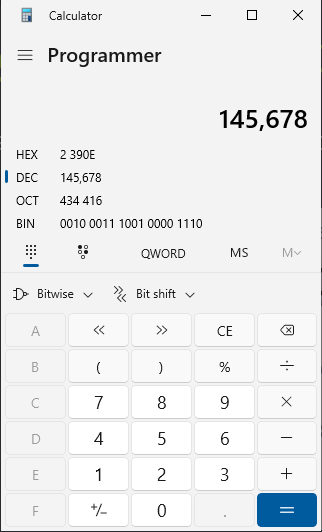 Calculator
Programmer
145,678
HEX 2 390E
DEC 145,678
OCT 434 416
BIN 0010 0011 1001 0000 1110
QWORD MS M
Bitwise Bit shift
A « » CE
B ( ) % ÷
C 7 8 9 ×
D 4 5 6 −
E 1 2 3 +
F +/− 0 . =